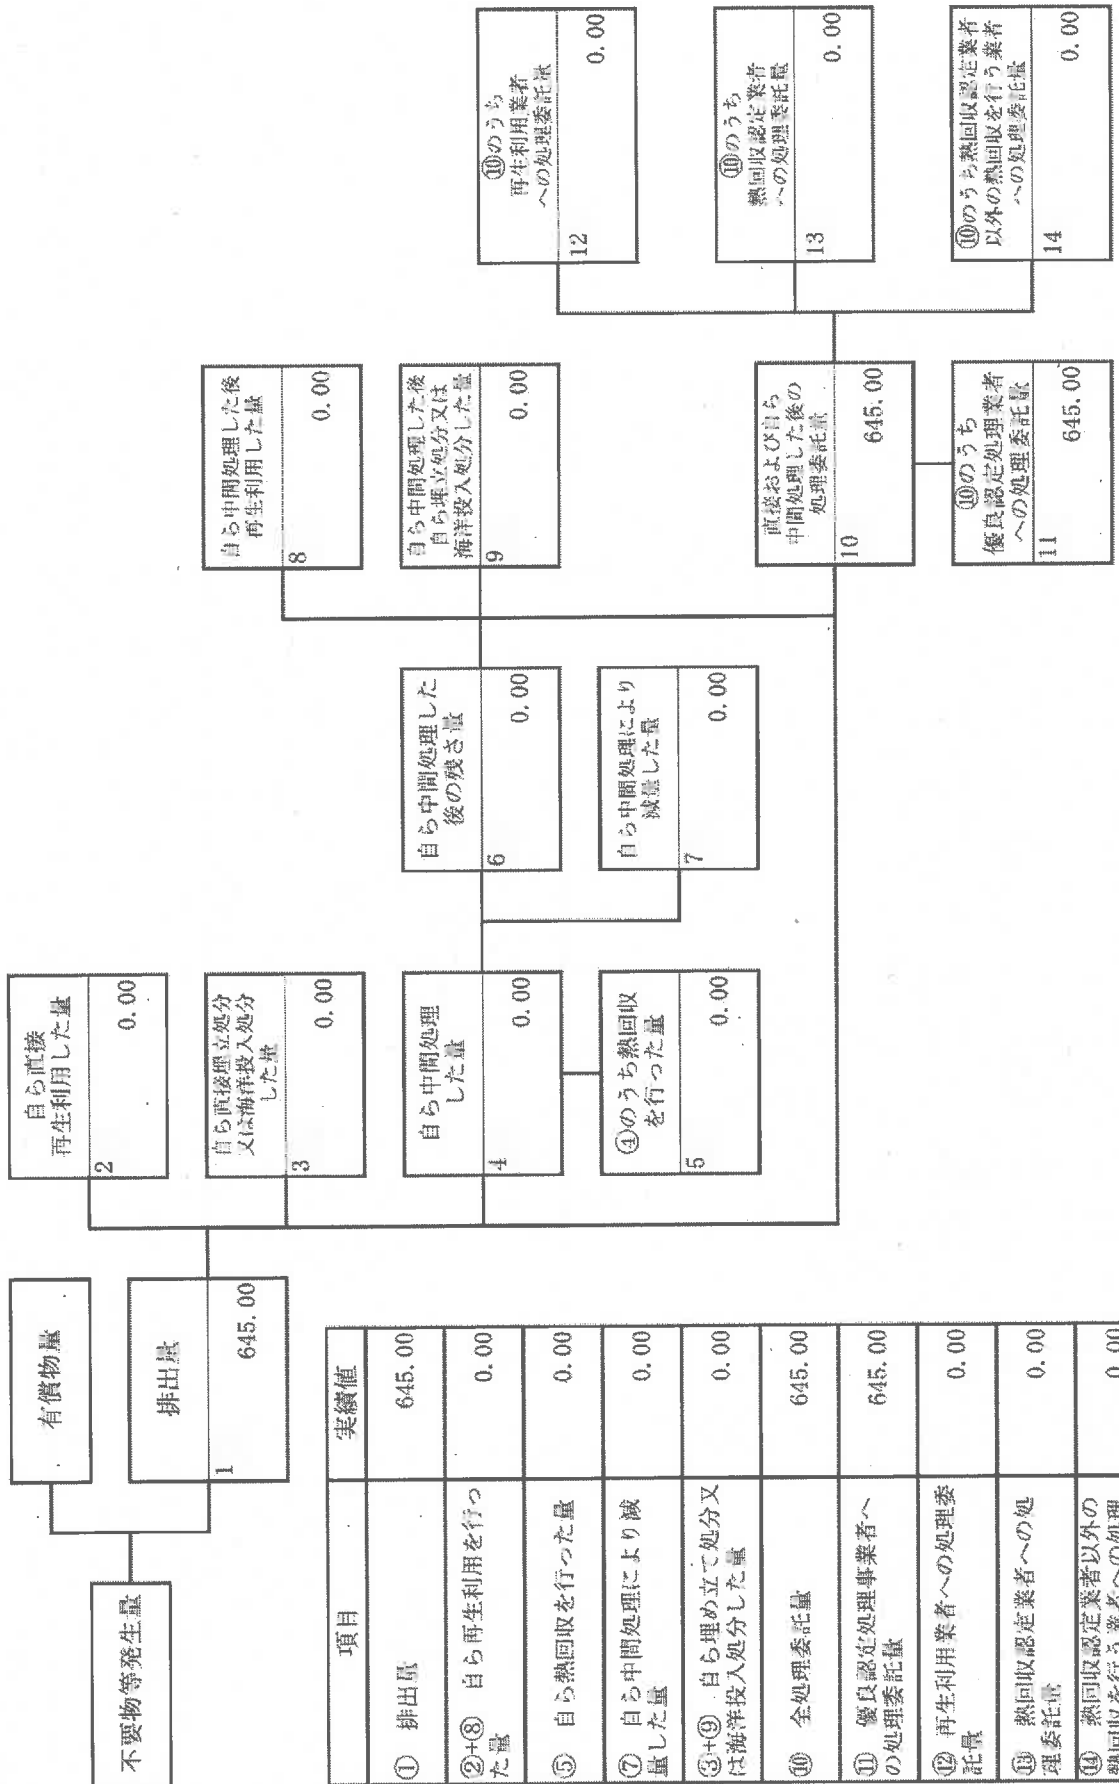 不要物等発生量
有償物量
排出量
1
645.00
自ら直接
再生利用した量
2
0.00
自ら直接埋立処分
又は海洋投入処分
した量
3
0.00
自ら中間処理
した量
4
0.00
④のうち熱回収
を行った量
5
0.00
自ら中間処理した
後の残さ量
6
0.00
自ら中間処理により
減量した量
7
0.00
自ら中間処理した後
再生利用した量
8
0.00
自ら中間処理した後
自ら埋立処分又は
海洋投入処分した量
9
0.00
直接および自ら
中間処理した後の
処理委託量
10
645.00
⑩のうち
優良認定処理業者
への処理委託量
11
645.00
⑩のうち
再生利用業者
への処理委託量
12
0.00
⑩のうち
熱回収認定業者
への処理委託量
13
0.00
⑩のうち熱回収認定業者
以外の熱回収を行う業者
への処理委託量
14
0.00
項目 実績値
① 排出量 645.00
②+⑧ 自ら再生利用を行っ
た量 0.00
⑤ 自ら熱回収を行った量 0.00
⑦ 自ら中間処理により減
量した量 0.00
③+⑨ 自ら埋め立て処分又
は海洋投入処分した量 0.00
⑩ 全処理委託量 645.00
⑪ 優良認定処理事業者へ
の処理委託量 645.00
⑫ 再生利用業者への処理委
託量 0.00
⑬ 熱回収認定業者への処
理委託量 0.00
⑭ 熱回収認定業者以外の
熱回収を行う業者への処理 0.00